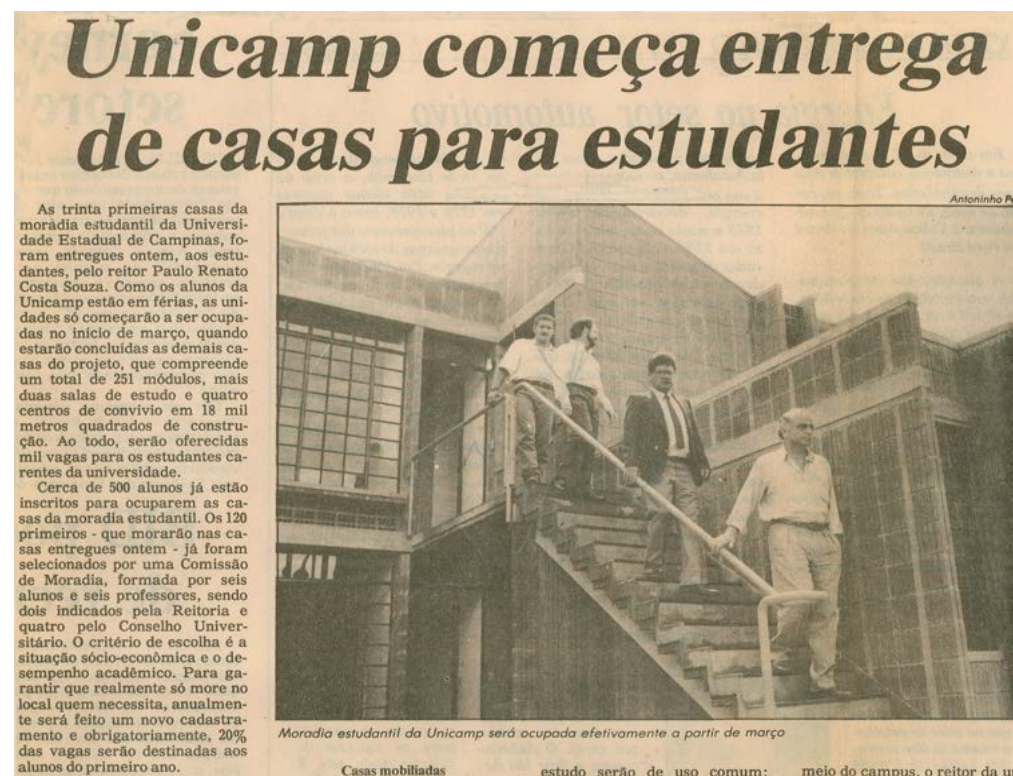 Unicamp começa entrega
de casas para estudantes
Antoninho
As trinta primeiras casas da
moradia estudantil da Universi-
dade Estadual de Campinas, fo-
ram entregues ontem, aos estu-
dantes, pelo reitor Paulo Renato
Costa Souza. Como os alunos da
Unicamp estão em férias, as uni-
dades só começarão a ser ocupa-
das no início de março, quando
estarão concluídas as demais ca-
sas do projeto, que compreende
um total de 251 módulos, mais
duas salas de estudo e quatro
centros de convívio em 18 mil
metros quadrados de constru-
ção. Ao todo, serão oferecidas
mil vagas para os estudantes ca-
rentes da universidade.
Cerca de 500 alunos já estão
inscritos para ocuparem as ca-
sas da moradia estudantil. Os 120
primeiros - que morarão nas ca-
sas entregues ontem - já foram
selecionados por uma Comissão
de Moradia, formada por seis
alunos e seis professores, sendo
dois indicados pela Reitoria e
quatro pelo Conselho Univer-
sitário. O critério de escolha é a
situação sócio-econômica e o de-
sempenho acadêmico. Para ga-
rantir que realmente só more no
local quem necessita, anualmen-
te será feito um novo cadastra-
mento e obrigatoriamente, 20%
das vagas serão destinadas aos
alunos do primeiro ano.
Moradia estudantil da Unicamp será ocupada efetivamente a partir de março
Casas mobiliadas
estudo serão de uso comum;
meio do campus, o reitor da